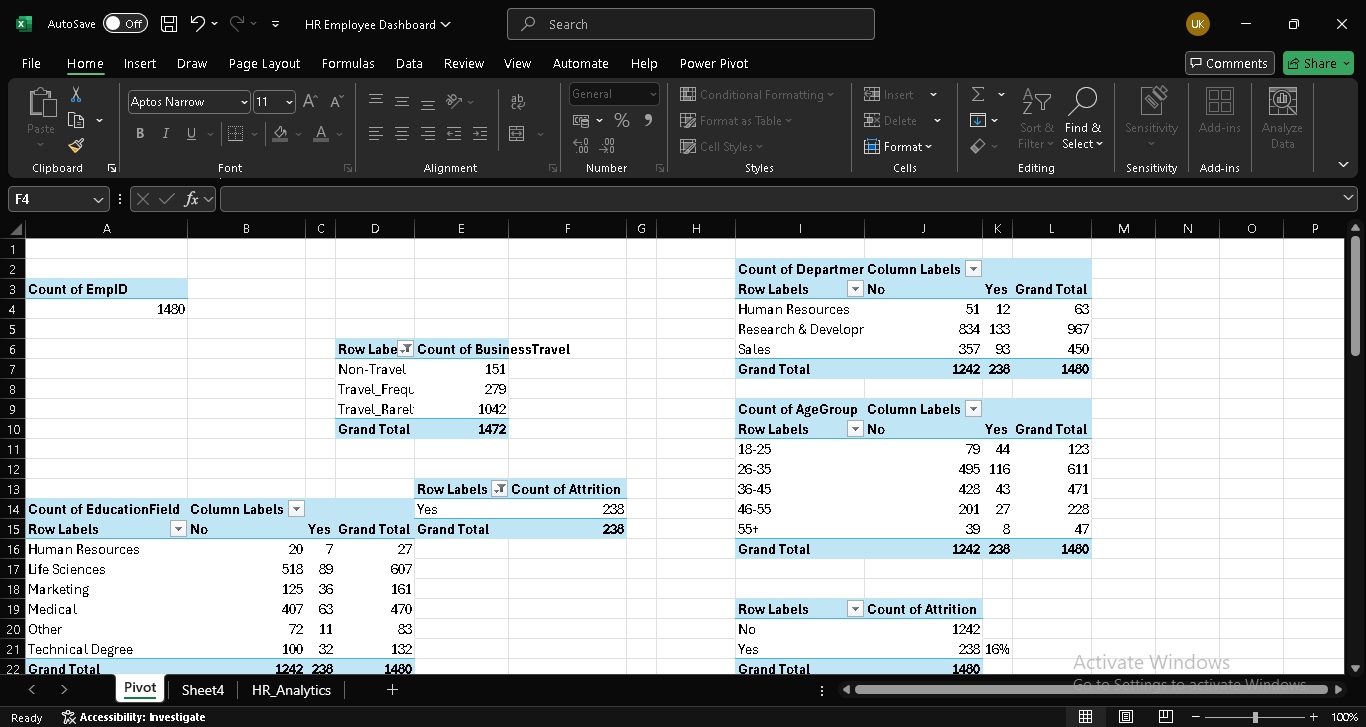 AutoSave Off HR Employee Dashboard Search UK
File Home Insert Draw Page Layout Formulas Data Review View Automate Help Power Pivot Comments Share
Aptos Narrow 11 General Conditional Formatting Insert
Paste B I U Format as Table Delete Sort & Filter Find & Select Sensitivity Add-ins Analyze Data
Cell Styles Format
Clipboard Font Alignment Number Styles Cells Editing Sensitivity Add-ins
F4 fx
A B C D E F G H I J K L M N O P
1
2 Count of Departmer Column Labels
3 Count of EmpID Row Labels No Yes Grand Total
4 1480 Human Resources 51 12 63
5 Research & Developr 834 133 967
6 Row Labe Count of BusinessTravel Sales 357 93 450
7 Non-Travel 151 Grand Total 1242 238 1480
8 Travel_Frequ 279
9 Travel_Rarel 1042 Count of AgeGroup Column Labels
10 Grand Total 1472 Row Labels No Yes Grand Total
11 18-25 79 44 123
12 26-35 495 116 611
13 Row Labels Count of Attrition 36-45 428 43 471
14 Count of EducationField Column Labels Yes 238 46-55 201 27 228
15 Row Labels No Yes Grand Total Grand Total 238 55+ 39 8 47
16 Human Resources 20 7 27 Grand Total 1242 238 1480
17 Life Sciences 518 89 607
18 Marketing 125 36 161
19 Medical 407 63 470 Row Labels Count of Attrition
20 Other 72 11 83 No 1242
21 Technical Degree 100 32 132 Yes 238 16%
22 Grand Total 1242 238 1480 Grand Total 1480
Activate Windows
Go to Settings to activate Windows.
Pivot Sheet4 HR_Analytics
Ready Accessibility: Investigate 100%